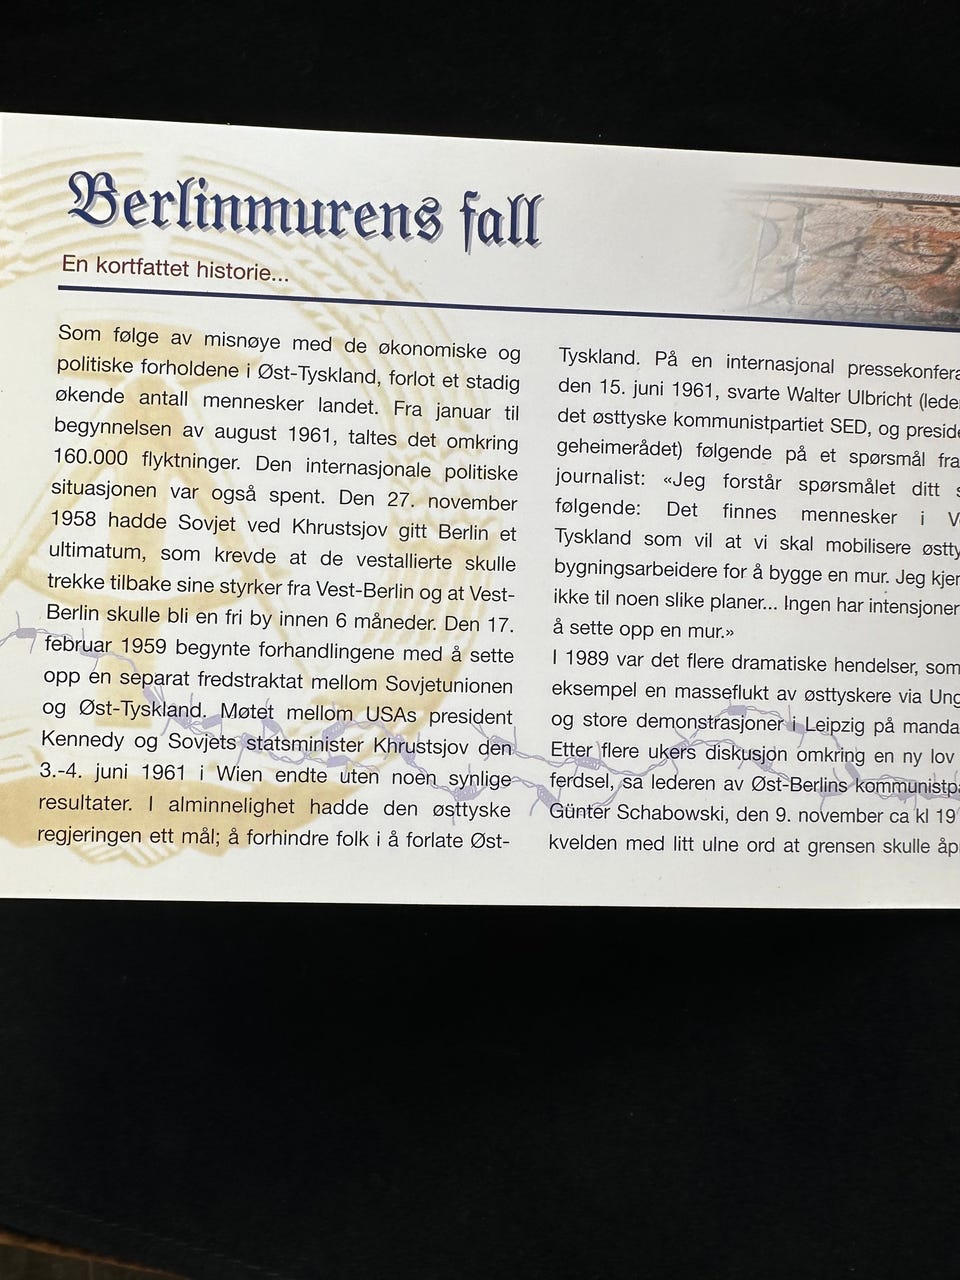 Berlinmurens fall
En kortfattet historie...
Som følge av misnøye med de økonomiske og
politiske forholdene i Øst-Tyskland, forlot et stadig
økende antall mennesker landet. Fra januar til
begynnelsen av august 1961, taltes det omkring
160.000 flyktninger. Den internasjonale politiske
situasjonen var også spent. Den 27. november
1958 hadde Sovjet ved Khrustsjov gitt Berlin et
ultimatum, som krevde at de vestallierte skulle
trekke tilbake sine styrker fra Vest-Berlin og at Vest-
Berlin skulle bli en fri by innen 6 måneder. Den 17.
februar 1959 begynte forhandlingene med å sette
opp en separat fredstraktat mellom Sovjetunionen
og Øst-Tyskland. Møtet mellom USAs president
Kennedy og Sovjets statsminister Khrustsjov den
3.-4. juni 1961 i Wien endte uten noen synlige
resultater. I alminnelighet hadde den østtyske
regjeringen ett mål; å forhindre folk i å forlate Øst-
Tyskland. På en internasjonal
den 15. juni 1961, svarte Walter Ulbricht
det østtyske kommunistpartiet SED, og
geheimerådet) følgende på et spørsmål fra
journalist: «Jeg forstår spørsmålet ditt
følgende: Det finnes mennesker i
Tyskland som vil at vi skal mobilisere
bygningsarbeidere for å bygge en mur. Jeg
ikke til noen slike planer... Ingen har intensjoner
å sette opp en mur.»
I 1989 var det flere dramatiske hendelser, som
eksempel en masseflukt av østtyskere via
og store demonstrasjoner i Leipzig på
Etter flere ukers diskusjon omkring en ny lov
ferdsel, sa lederen av Øst-Berlins
Günter Schabowski, den 9. november ca kl 19
kvelden med litt ulne ord at grensen skulle